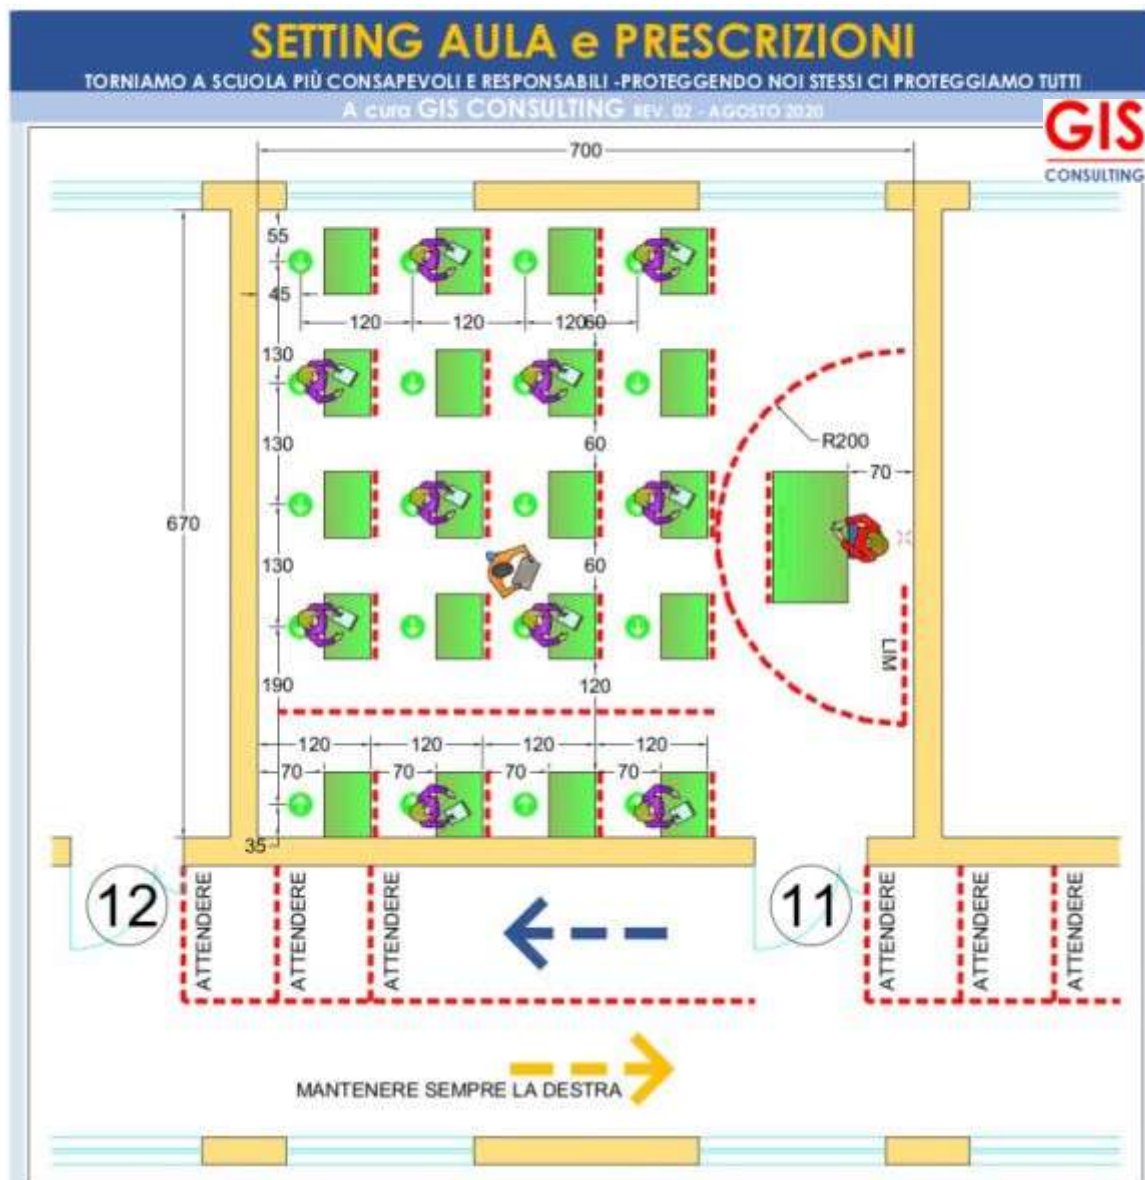 SETTING AULA e PRESCRIZIONI
TORNIAMO A SCUOLA PIÙ CONSAPEVOLI E RESPONSABILI -PROTEGGENDO NOI STESSI CI PROTEGGIAMO TUTTI
A cura GIS CONSULTING REV. 02 - AGOSTO 2020
GIS
CONSULTING
700
55
45
120
120
120
60
130
130
60
R200
70
670
130
60
LIM
190
120
120
120
120
120
70
70
70
70
35
12
ATTENDERE
ATTENDERE
ATTENDERE
11
ATTENDERE
ATTENDERE
ATTENDERE
MANTENERE SEMPRE LA DESTRA